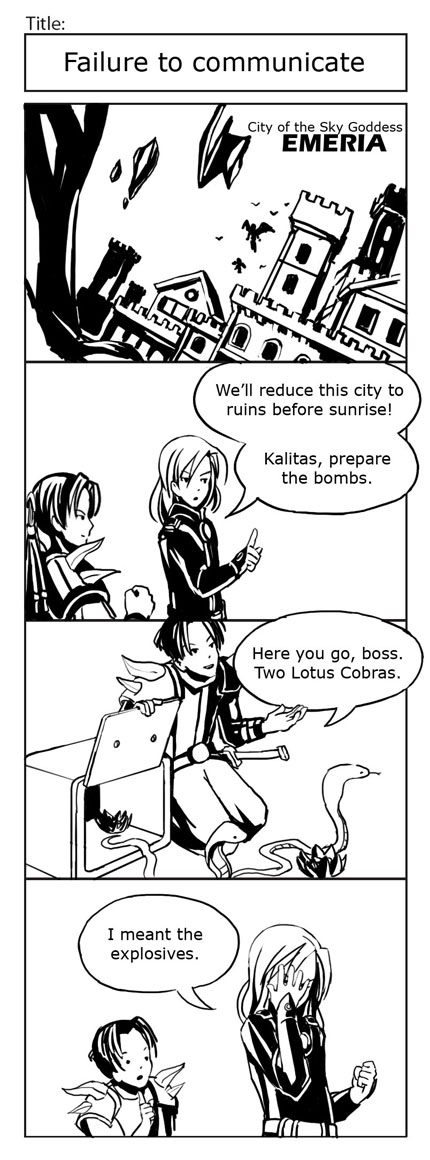 Title:
Failure to communicate
City of the Sky Goddess
EMERIA
We'll reduce this city to
ruins before sunrise!
Kalitas, prepare
the bombs.
Here you go, boss.
Two Lotus Cobras.
I meant the
explosives.